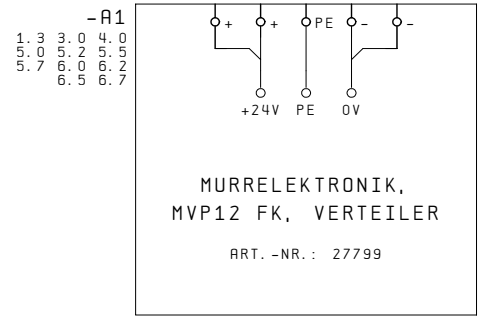 -A1
1.3 3.0 4.0
5.0 5.2 5.5
5.7 6.0 6.2
6.5 6.7
+ + PE - -
+24V PE 0V
MURRELEKTRONIK,
MVP12 FK, VERTEILER
ART.-NR.: 27799